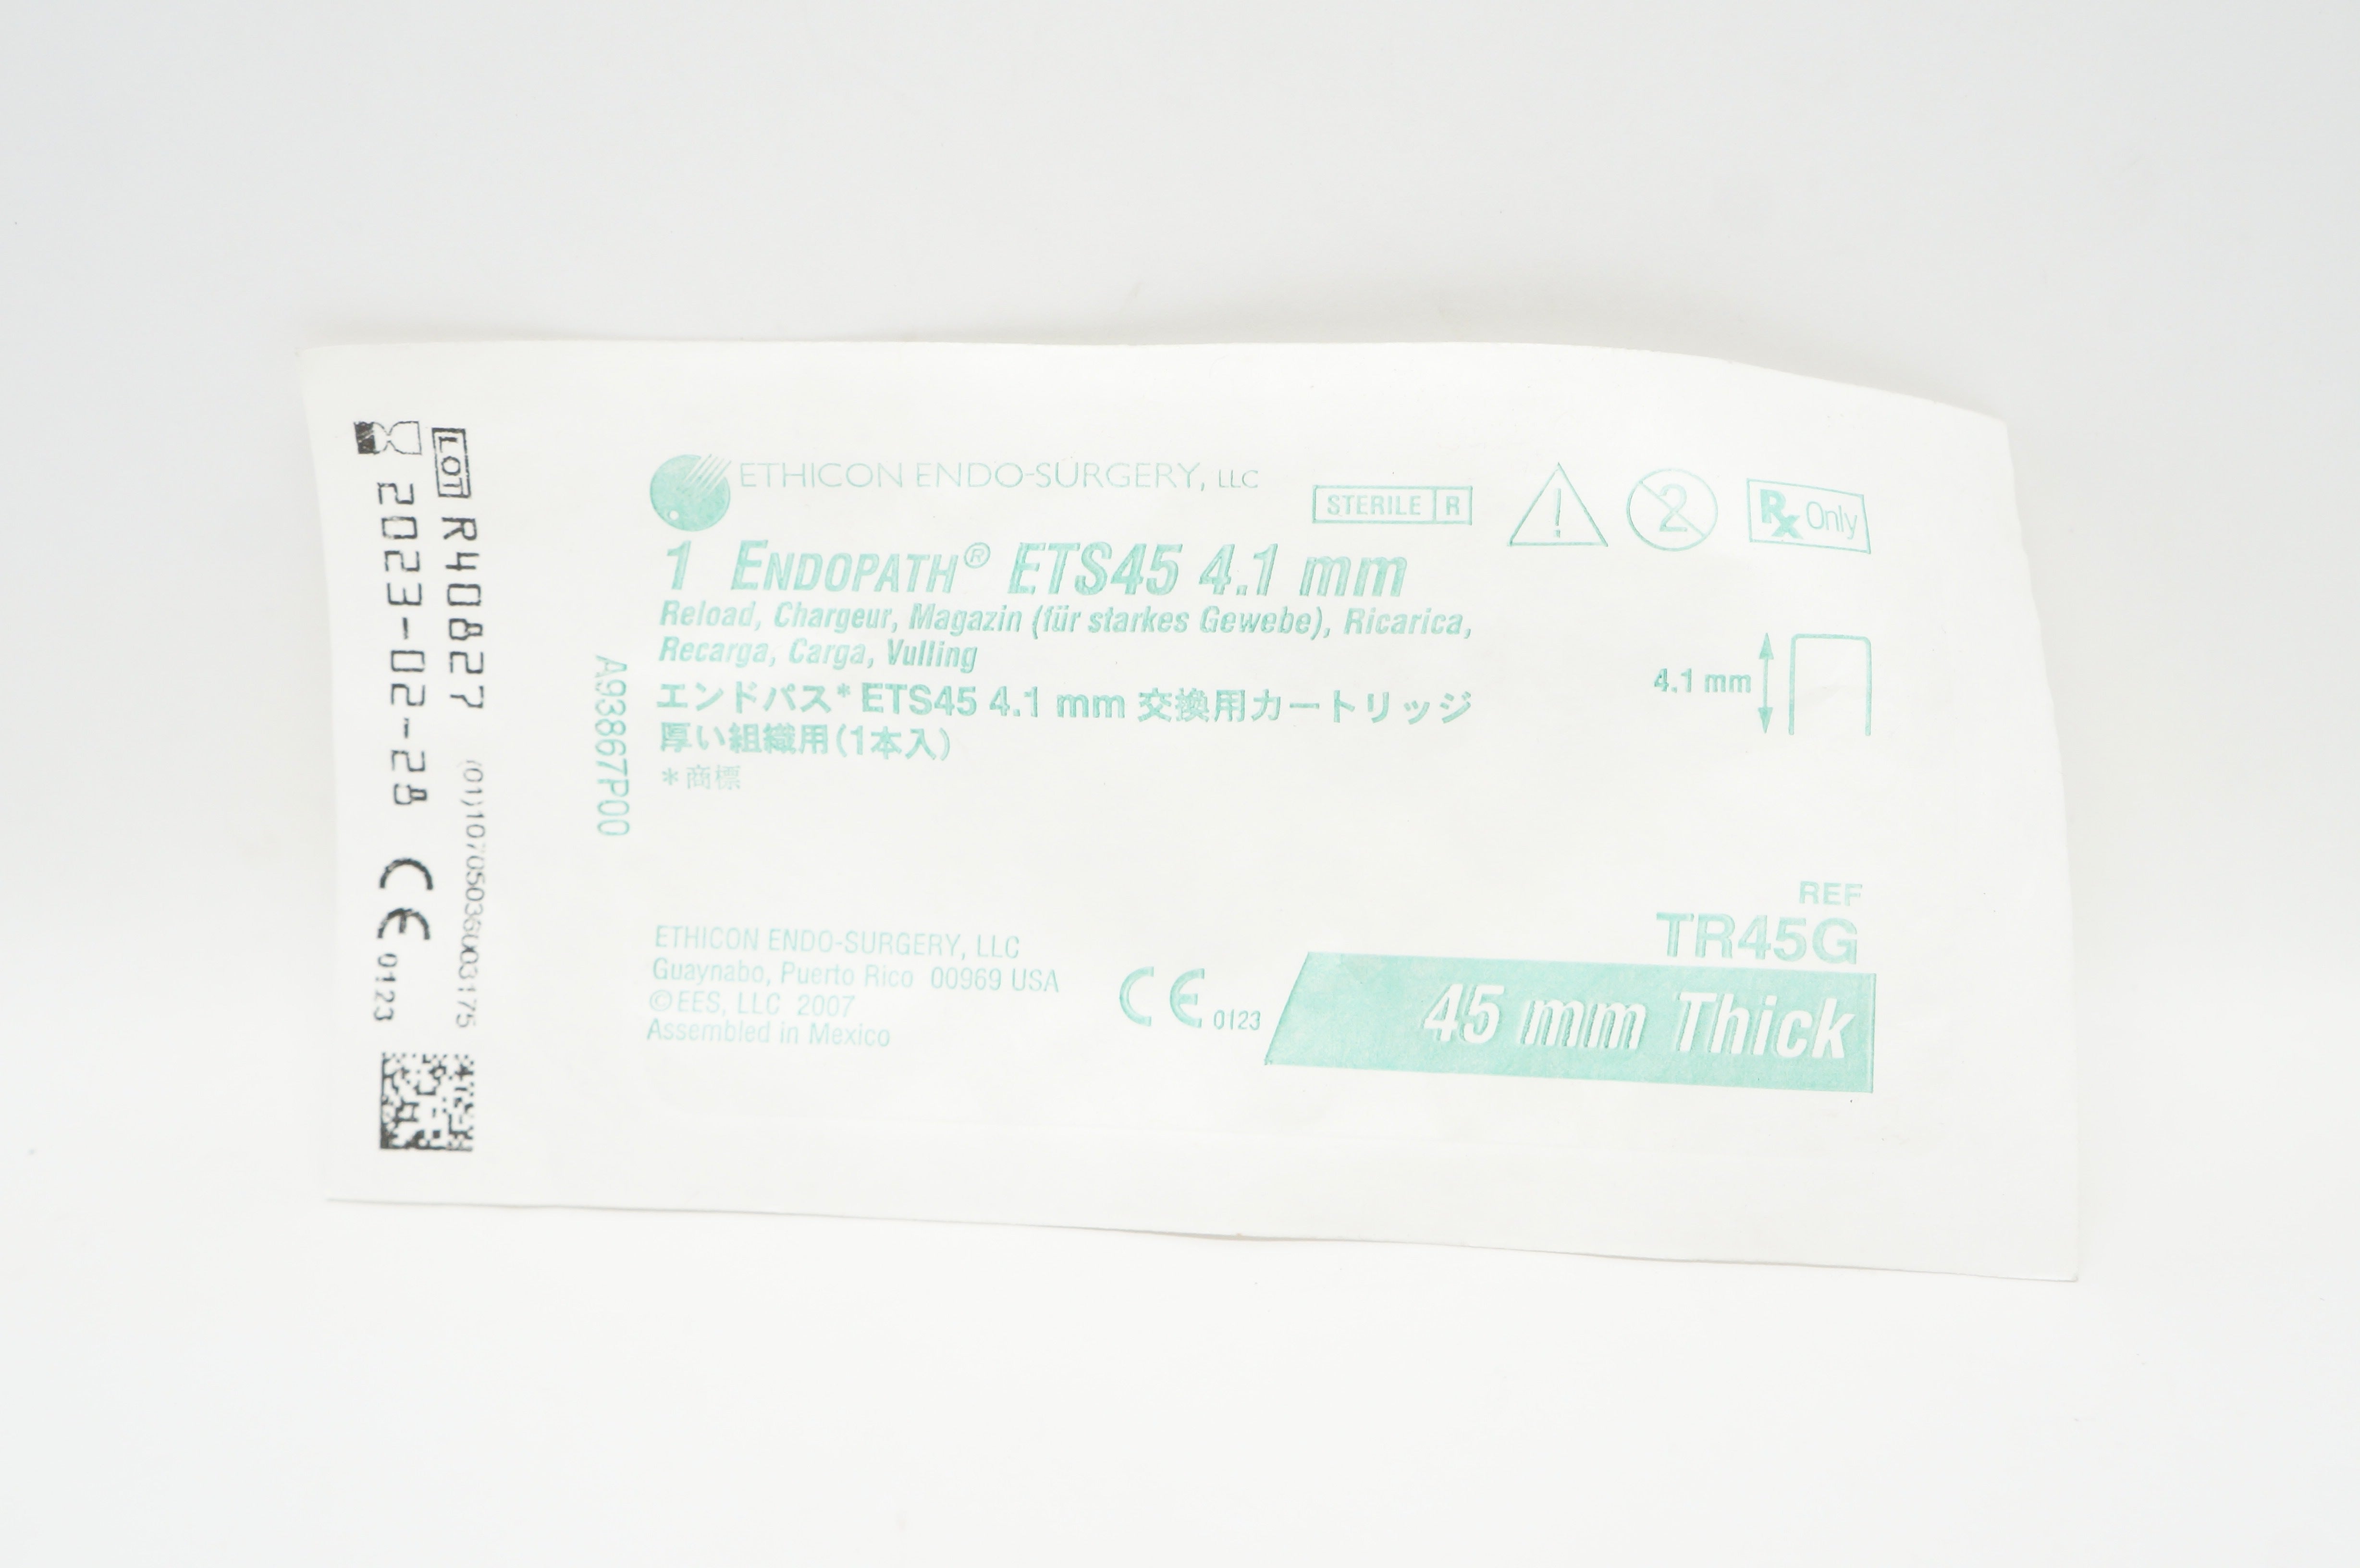 LOT R40827 (01)10705036003175
2023-02-28 CE 0123
A93867P00
ETHICON ENDO-SURGERY, LLC
STERILE R
2
Rx Only
1 ENDOPATH® ETS45 4.1 mm
Reload, Chargeur, Magazin (für starkes Gewebe), Ricarica,
Recarga, Carga, Vulling
エンドパス* ETS45 4.1 mm 交換用カートリッジ
厚い組織用(1本入)
*商標
4.1 mm
REF
TR45G
45 mm Thick
ETHICON ENDO-SURGERY, LLC
Guaynabo, Puerto Rico 00969 USA
©EES, LLC 2007
Assembled in Mexico
CE 0123